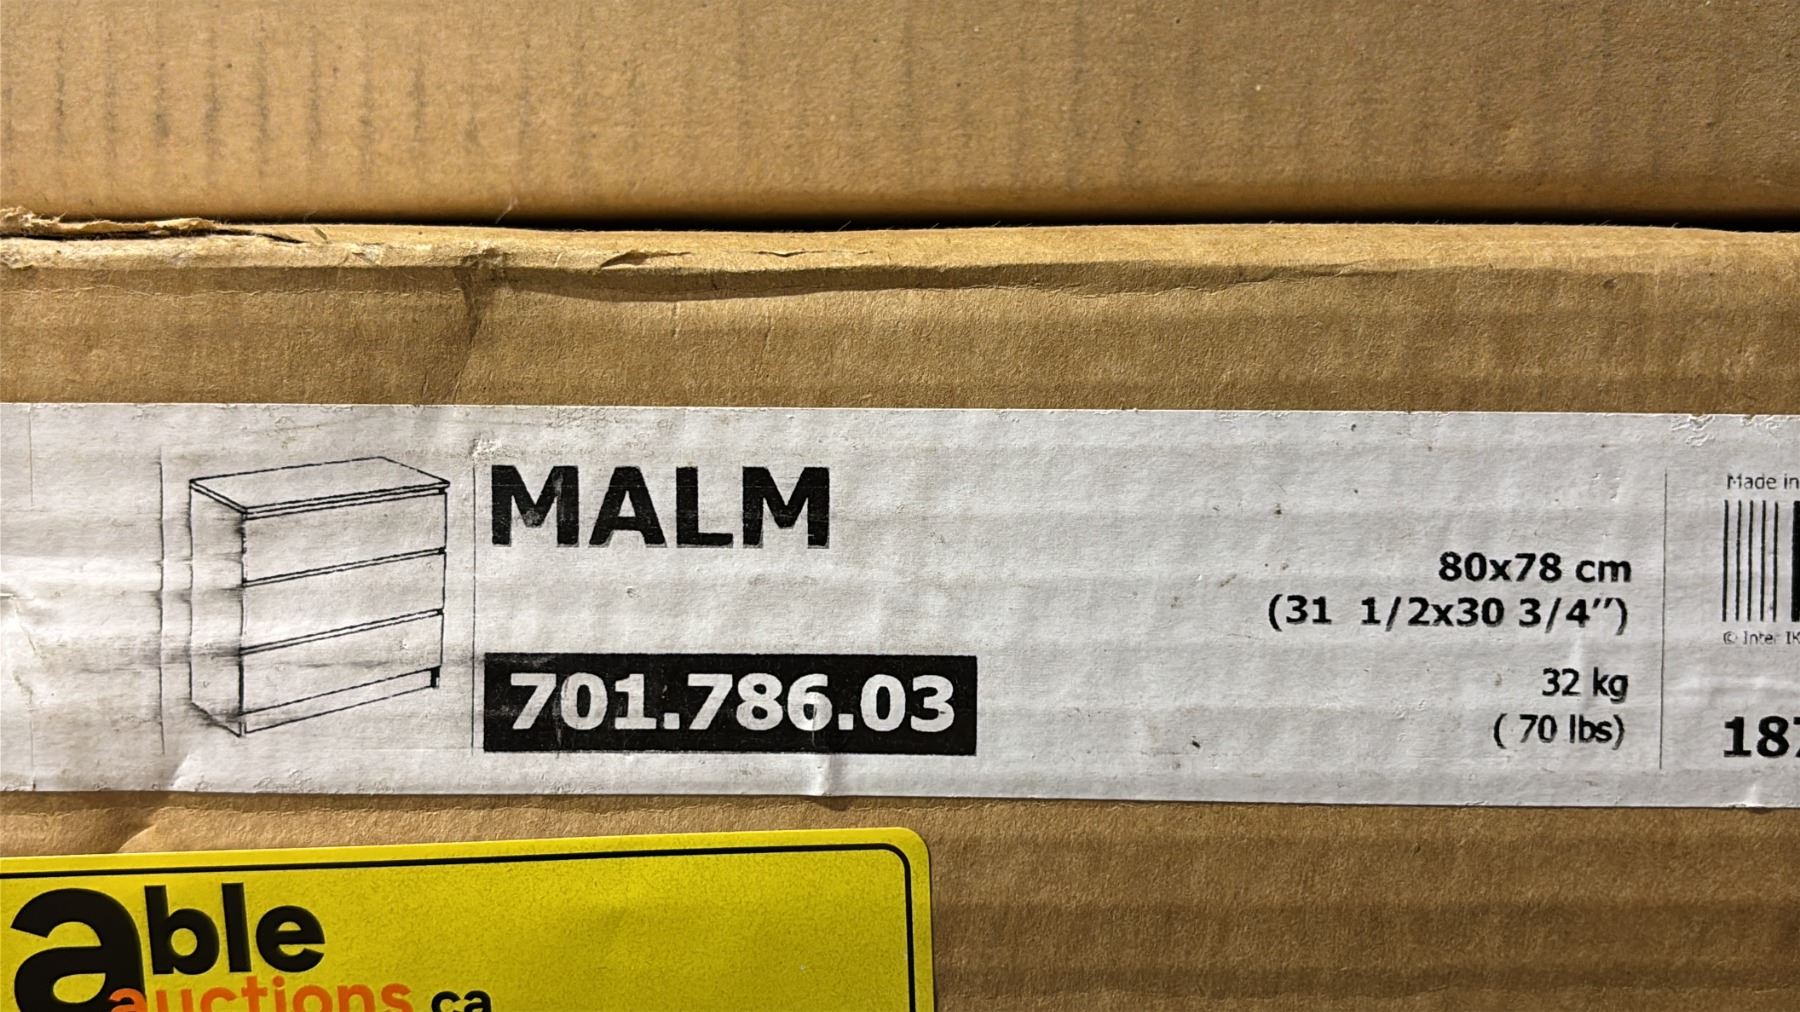 MALM
701.786.03
80x78 cm
(31 1/2x30 3/4")
32 kg
( 70 lbs)
Made in
© Inter
able
auctions.ca